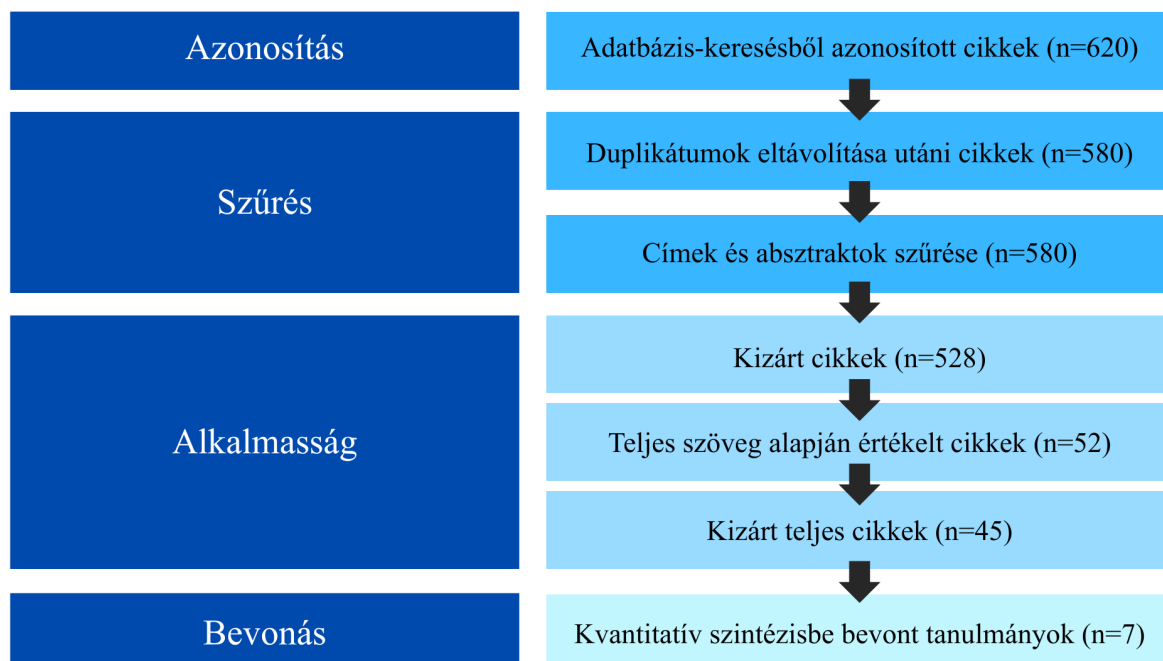 Azonosítás
Adatbázis-keresésből azonosított cikkek (n=620)
Szűrés
Duplikátumok eltávolítása utáni cikkek (n=580)
Címek és absztraktok szűrése (n=580)
Alkalmasság
Kizárt cikkek (n=528)
Teljes szöveg alapján értékelt cikkek (n=52)
Kizárt teljes cikkek (n=45)
Bevonás
Kvantitatív szintézisbe bevont tanulmányok (n=7)